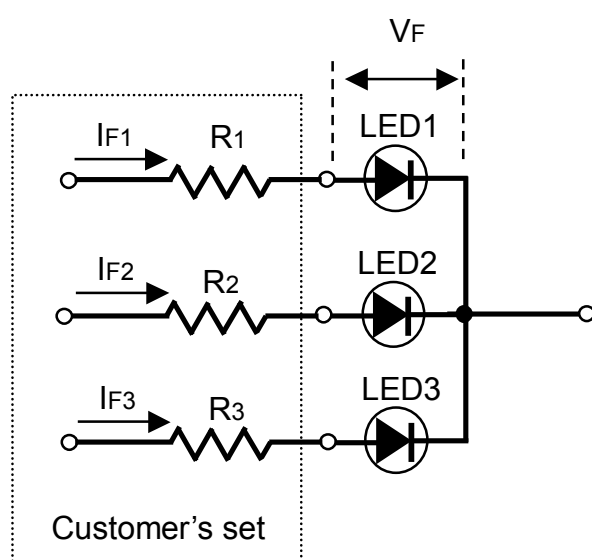 VF
LED1
IF1
R1
LED2
IF2
R2
LED3
IF3
R3
Customer’s set